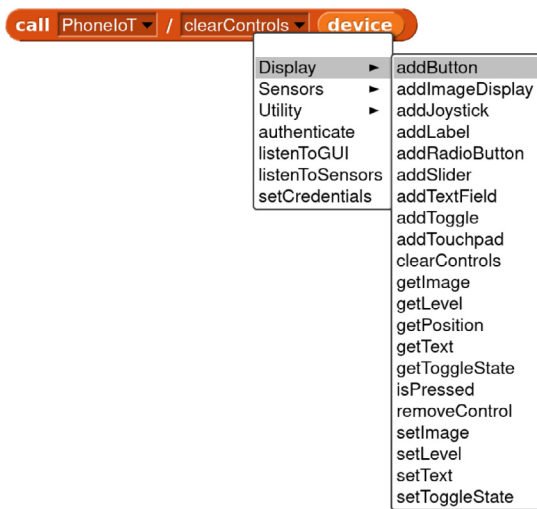 call PhoneIoT / clearControls device
Display
Sensors
Utility
authenticate
listenToGUI
listenToSensors
setCredentials
addButton
addImageDisplay
addJoystick
addLabel
addRadioButton
addSlider
addTextField
addToggle
addTouchpad
clearControls
getImage
getLevel
getPosition
getText
getToggleState
isPressed
removeControl
setImage
setLevel
setText
setToggleState